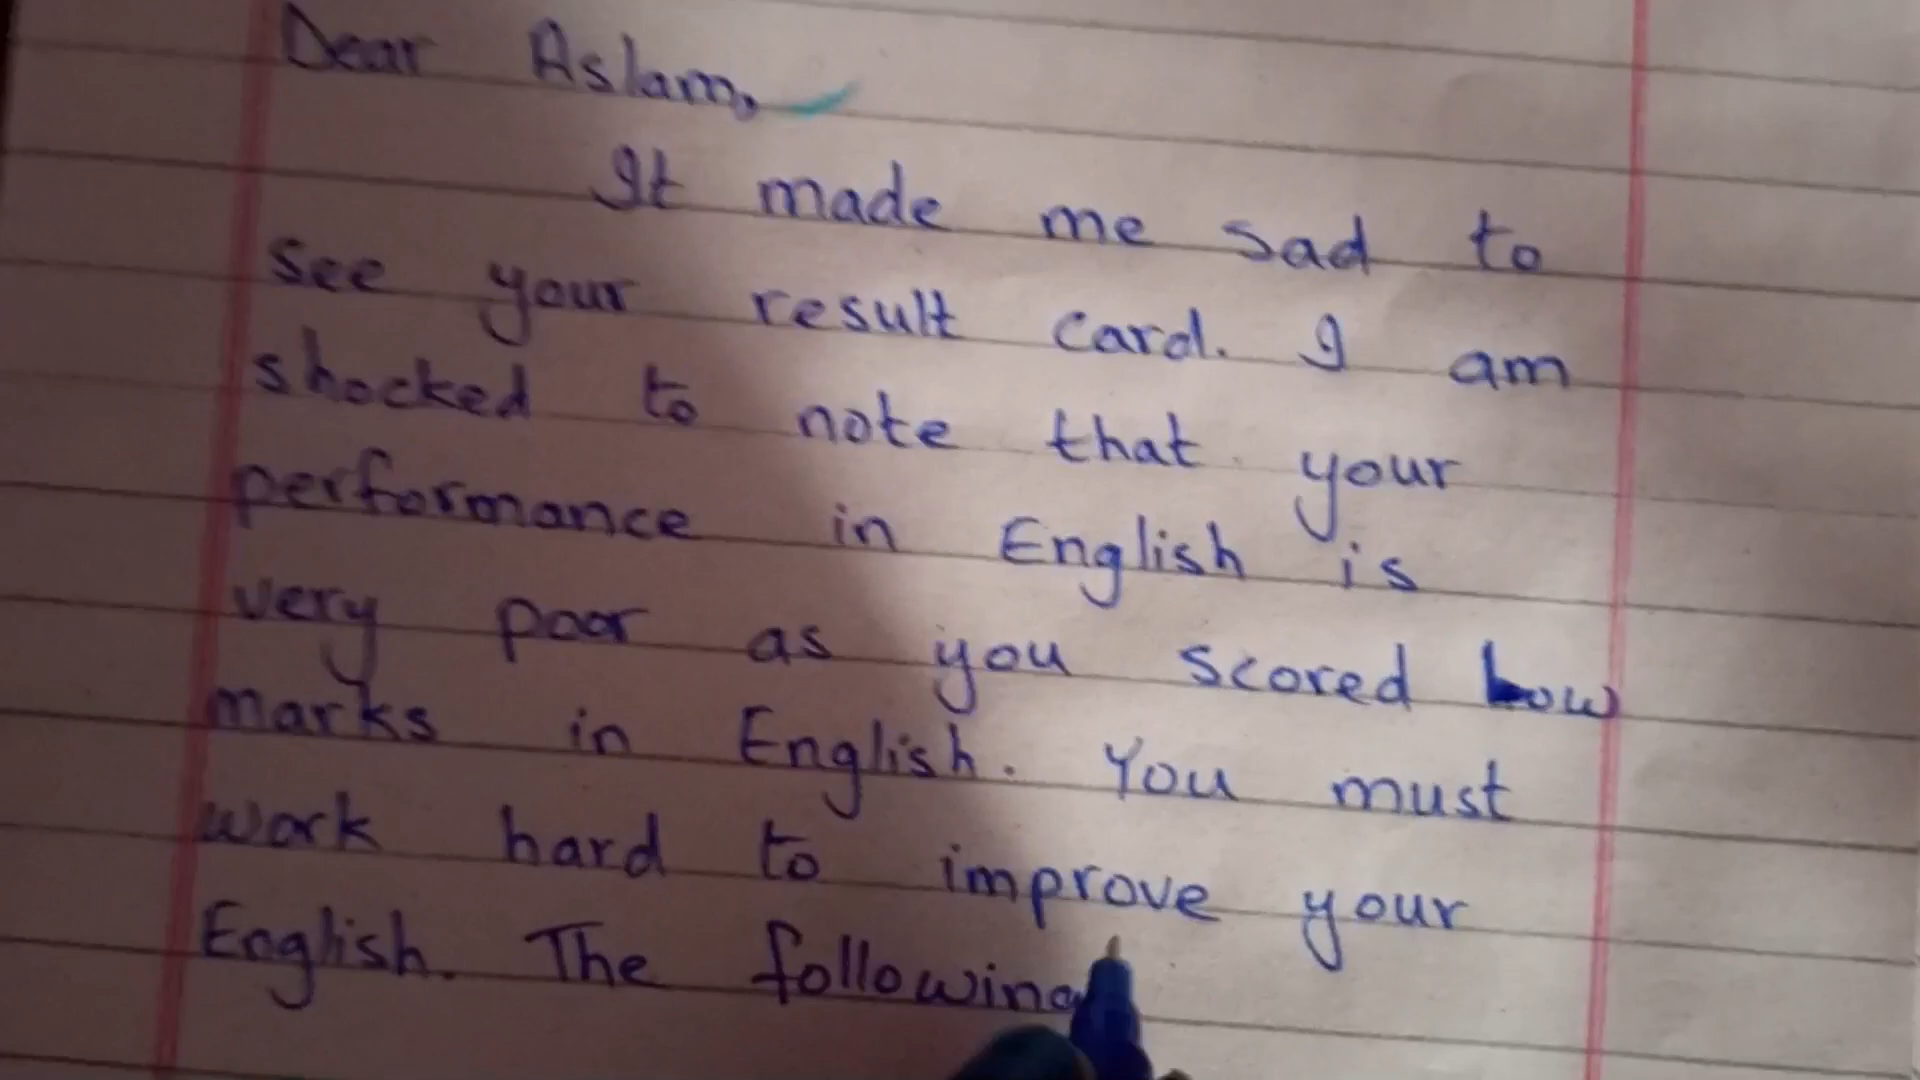 Dear Aslam,
It made me sad to
see your result card. I am
shocked to note that your
performance in English is
very poor as you scored Low
marks in English. You must
work hard to improve your
English. The following